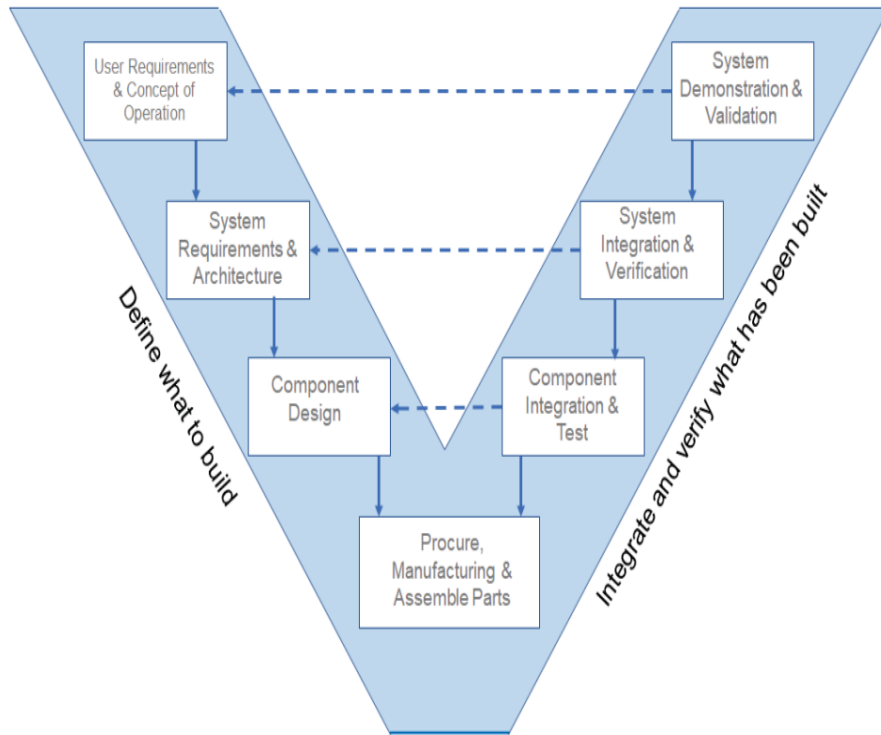 User Requirements
& Concept of
Operation
System
Demonstration &
Validation
System
Requirements &
Architecture
System
Integration &
Verification
Component
Design
Component
Integration &
Test
Procure,
Manufacturing &
Assemble Parts
Define what to build
Integrate and verify what has been built